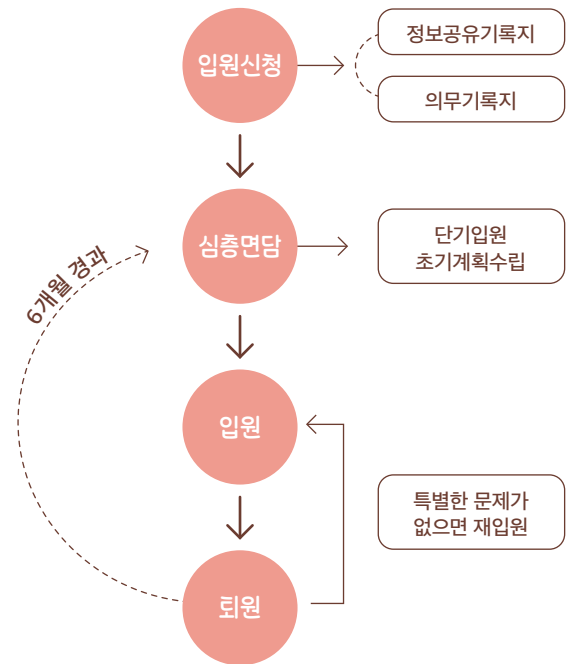 입원신청
정보공유기록지
의무기록지
심층면담
단기입원
초기계획수립
6개월 경과
입원
특별한 문제가
없으면 재입원
퇴원